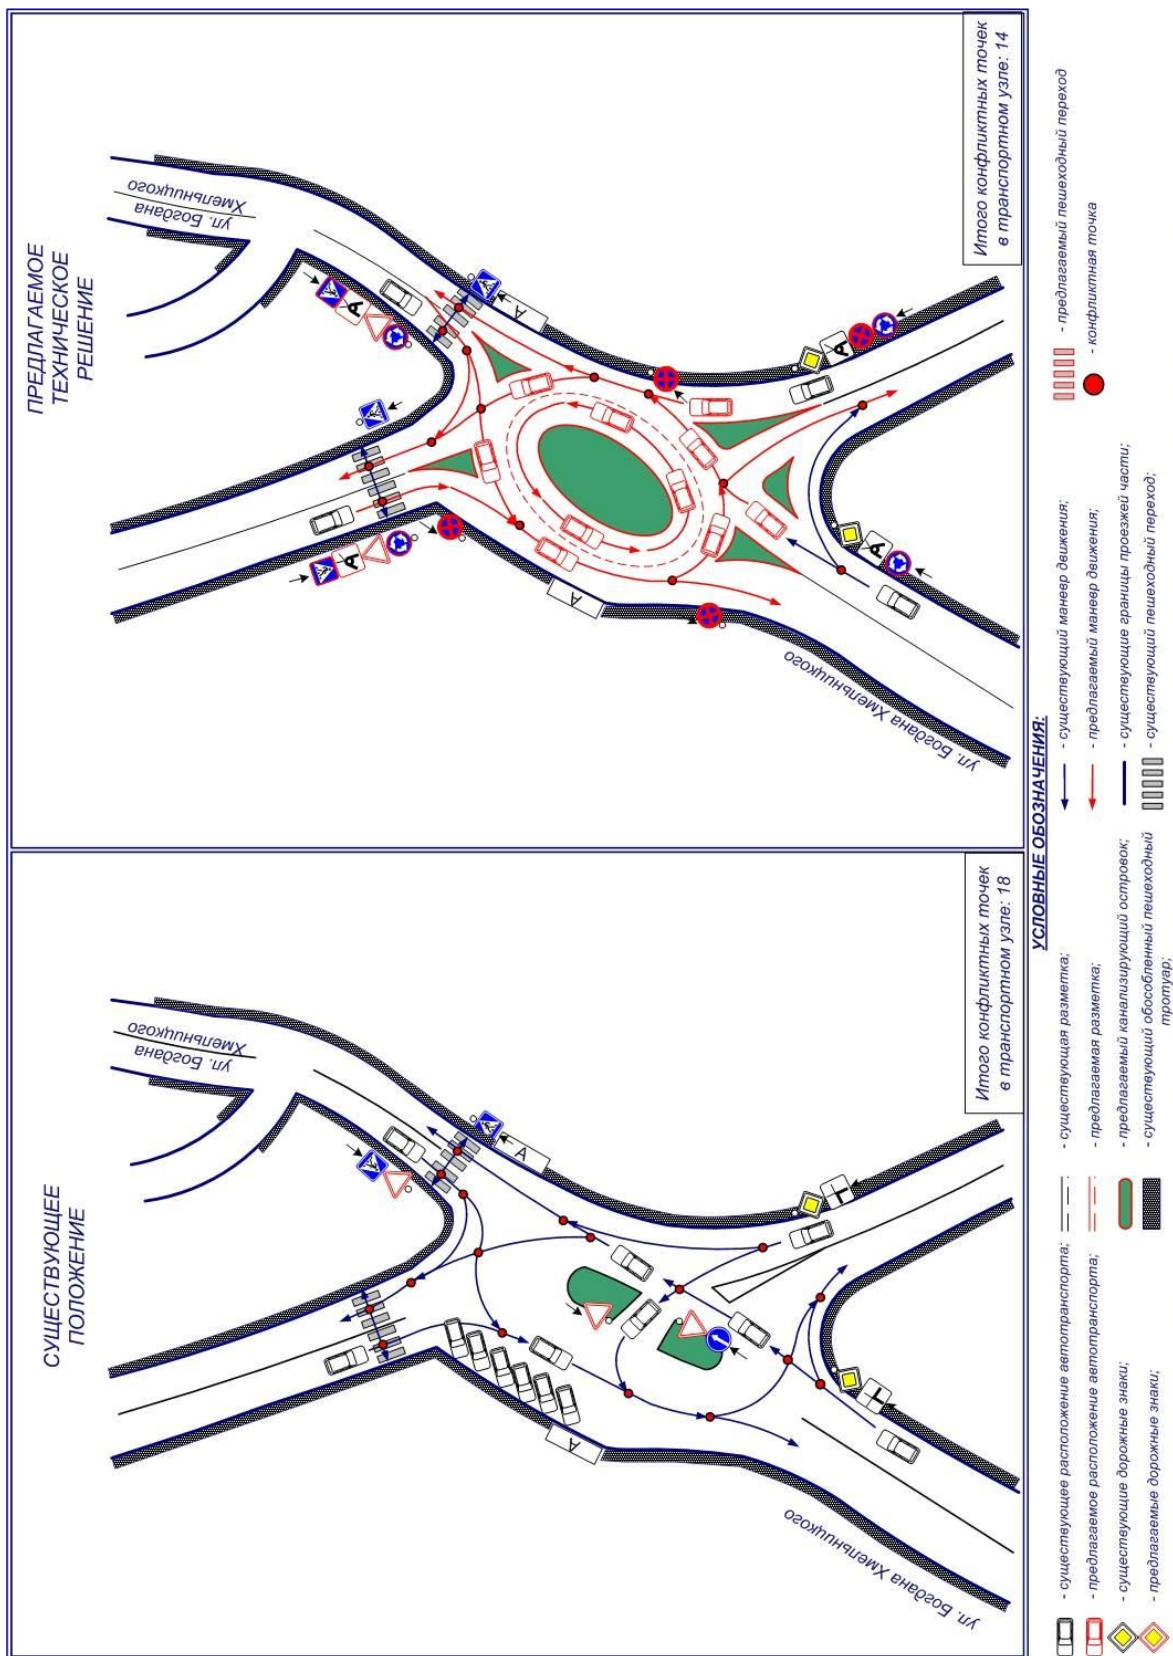 СУЩЕСТВУЮЩЕЕ
ПОЛОЖЕНИЕ
ул. Богдана
Хмельницкого
А
А
ул. Богдана Хмельницкого
Итого конфликтных точек
в транспортном узле: 18
ПРЕДЛАГАЕМОЕ
ТЕХНИЧЕСКОЕ
РЕШЕНИЕ
ул. Богдана
Хмельницкого
А
А
ул. Богдана Хмельницкого
Итого конфликтных точек
в транспортном узле: 14
УСЛОВНЫЕ ОБОЗНАЧЕНИЯ:
- существующее расположение автотранспорта;
- предлагаемое расположение автотранспорта;
- существующие дорожные знаки;
- предлагаемые дорожные знаки;
- существующая разметка;
- предлагаемая разметка;
- предлагаемый канализирующий островок;
- существующий обособленный пешеходный
тротуар;
- существующий маневр движения;
- предлагаемый маневр движения;
- существующие границы проезжей части;
- существующий пешеходный переход;
- предлагаемый пешеходный переход
- конфликтная точка